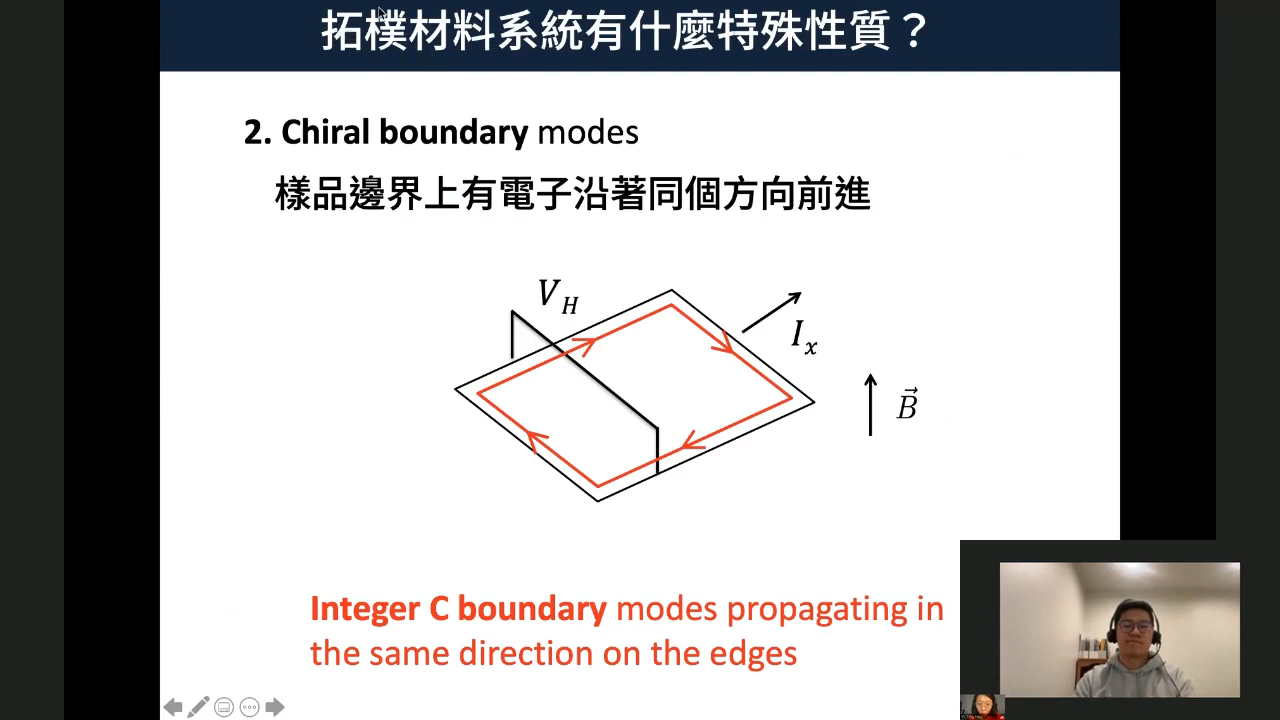 拓樸材料系統有什麼特殊性質？
2. Chiral boundary modes
樣品邊界上有電子沿著同個方向前進
V_H
I_x
B⃗
Integer C boundary modes propagating in
the same direction on the edges